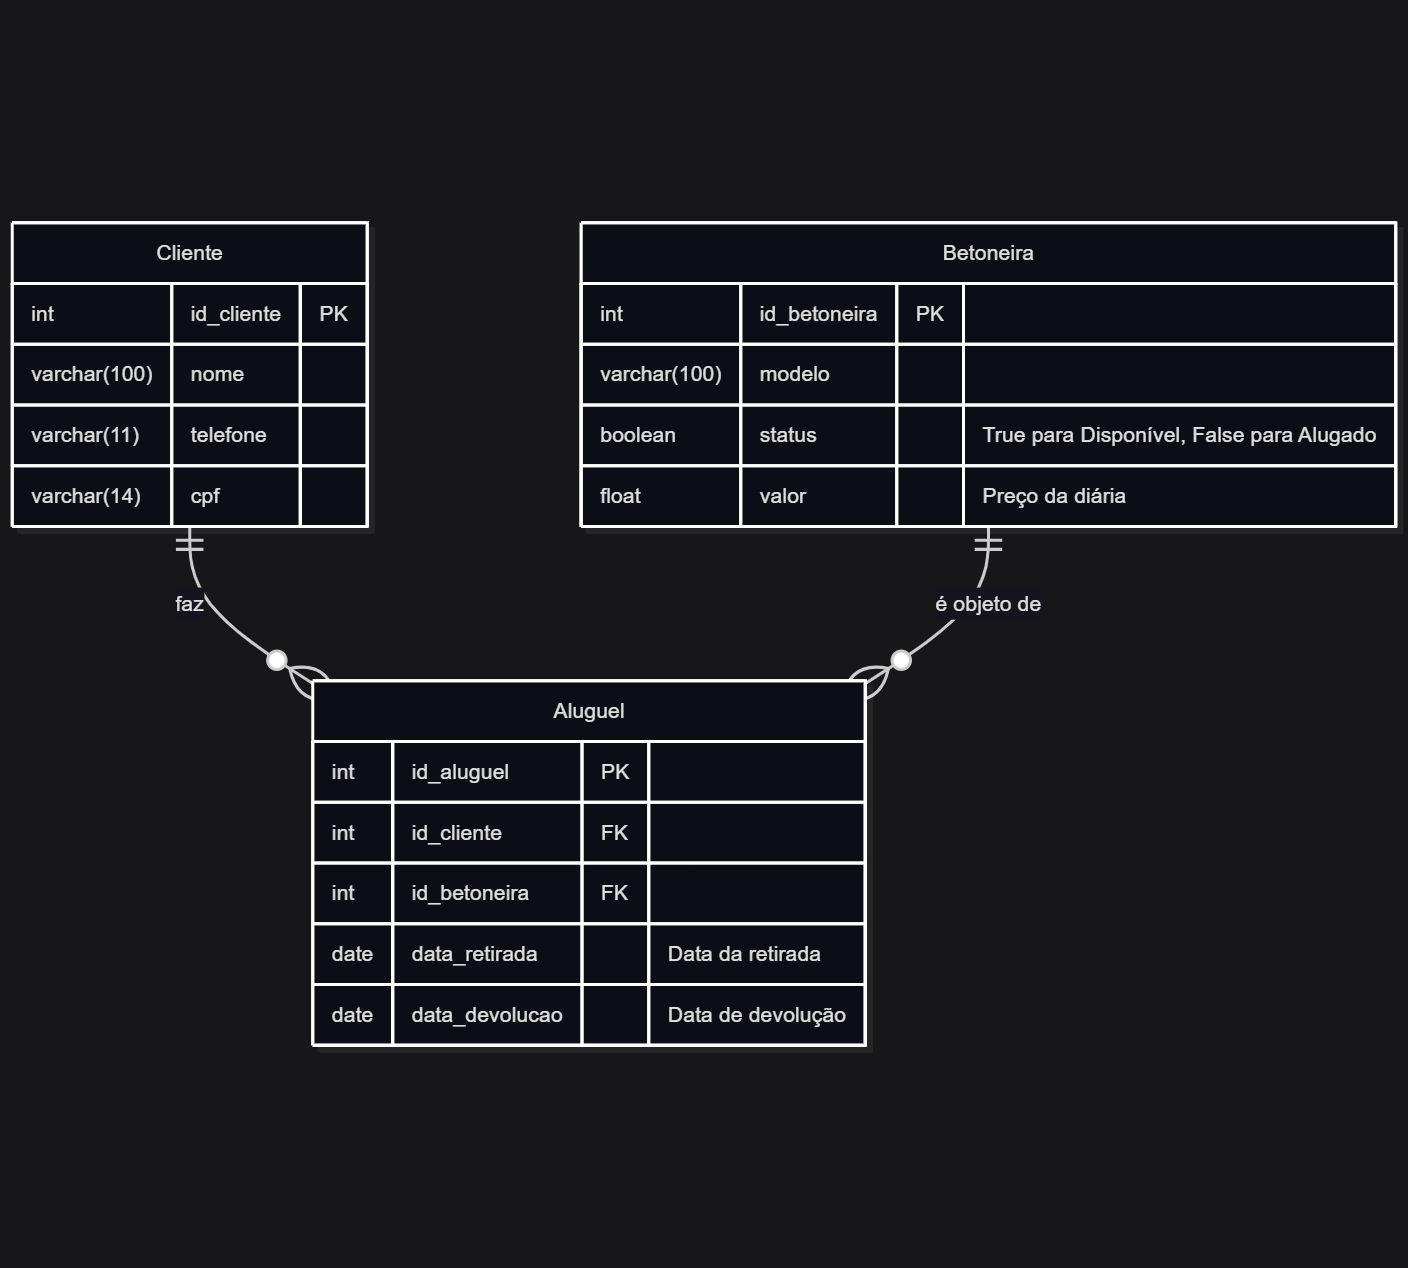 Cliente
int id_cliente PK
varchar(100) nome
varchar(11) telefone
varchar(14) cpf
Betoneira
int id_betoneira PK
varchar(100) modelo
boolean status True para Disponível, False para Alugado
float valor Preço da diária
faz
é objeto de
Aluguel
int id_aluguel PK
int id_cliente FK
int id_betoneira FK
date data_retirada Data da retirada
date data_devolucao Data de devolução